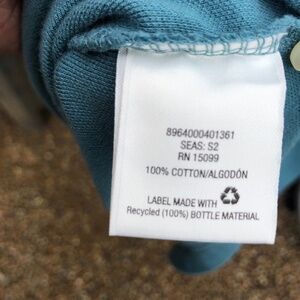 8964000401361
SEAS: S2
RN 15099
100% COTTON/ALGODÓN
LABEL MADE WITH
Recycled (100%) BOTTLE MATERIAL